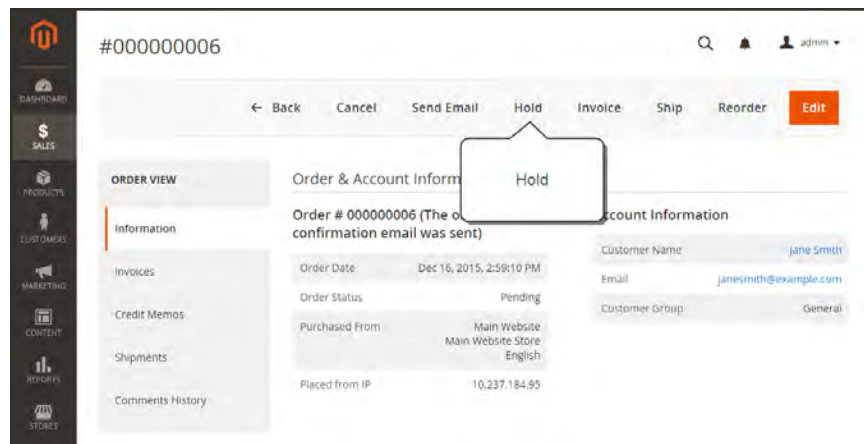 #000000006
admin
← Back Cancel Send Email Hold Invoice Ship Reorder Edit
Hold
DASHBOARD
SALES
PRODUCTS
CUSTOMERS
MARKETING
CONTENT
REPORTS
STORES
ORDER VIEW
Information
Invoices
Credit Memos
Shipments
Comments History
Order & Account Inform
Order # 000000006 (The o
confirmation email was sent)
Order Date Dec 16, 2015, 2:59:10 PM
Order Status Pending
Purchased From Main Website
Main Website Store
English
Placed from IP 10.237.184.95
ccount Information
Customer Name Jane Smith
Email janesmith@example.com
Customer Group General